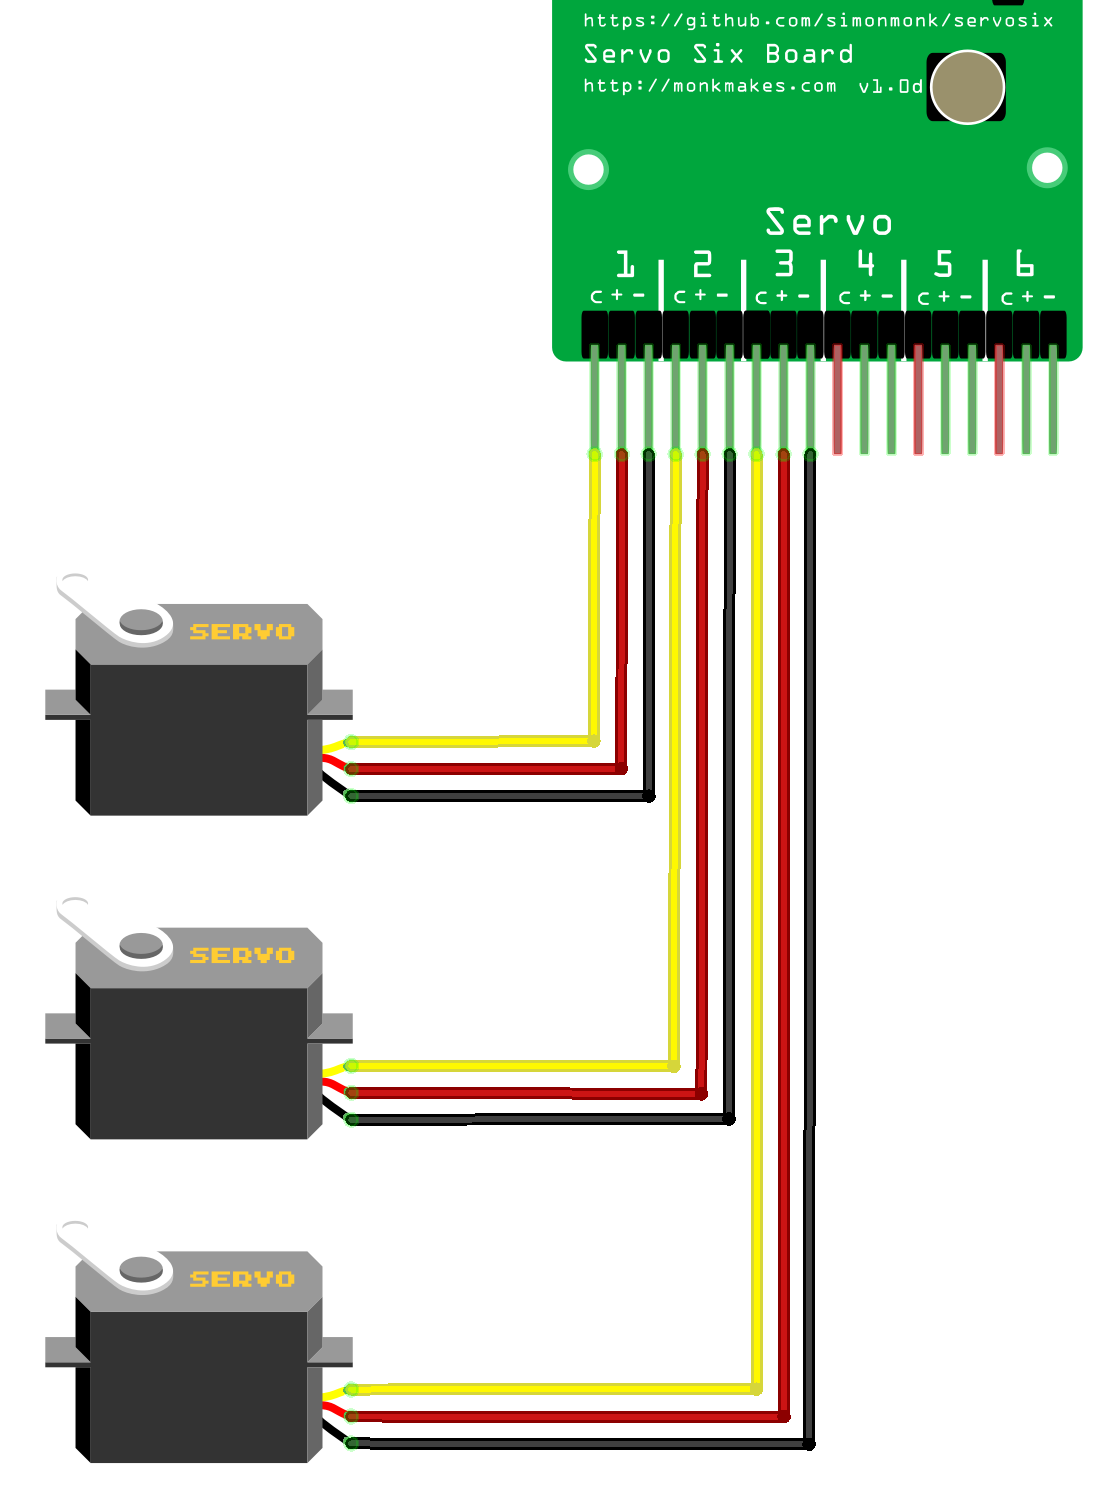 https://github.com/simonmonk/servosix
Servo Six Board
http://monkmakes.com v1.0d
Servo
1 2 3 4 5 6
c + - c + - c + - c + - c + - c + -
SERVO
SERVO
SERVO